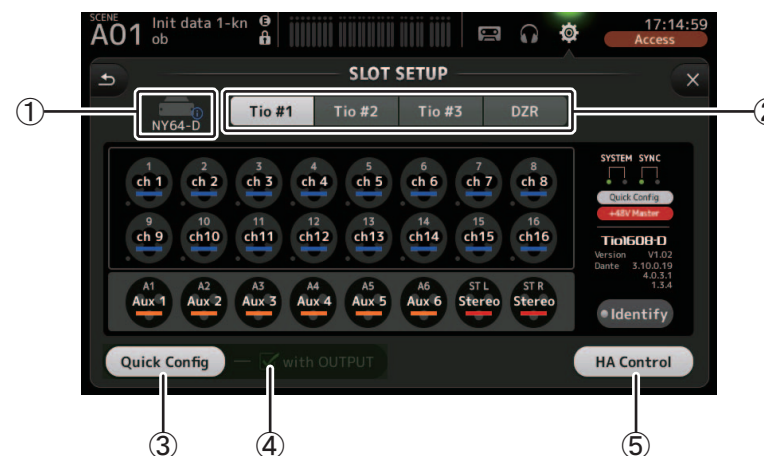 SCENE
A01 Init data 1-kn
ob
E
17:14:59
Access
SLOT SETUP
①
NY64-D
Tio #1 Tio #2 Tio #3 DZR
②
1 2 3 4 5 6 7 8
ch 1 ch 2 ch 3 ch 4 ch 5 ch 6 ch 7 ch 8
9 10 11 12 13 14 15 16
ch 9 ch10 ch11 ch12 ch13 ch14 ch15 ch16
A1 A2 A3 A4 A5 A6 ST L ST R
Aux 1 Aux 2 Aux 3 Aux 4 Aux 5 Aux 6 Stereo Stereo
SYSTEM SYNC
Quick Config
+48V Master
Tio1608-D
Version V1.02
Dante 3.10.0.19
4.0.3.1
1.3.4
Identify
Quick Config with OUTPUT HA Control
③ ④ ⑤